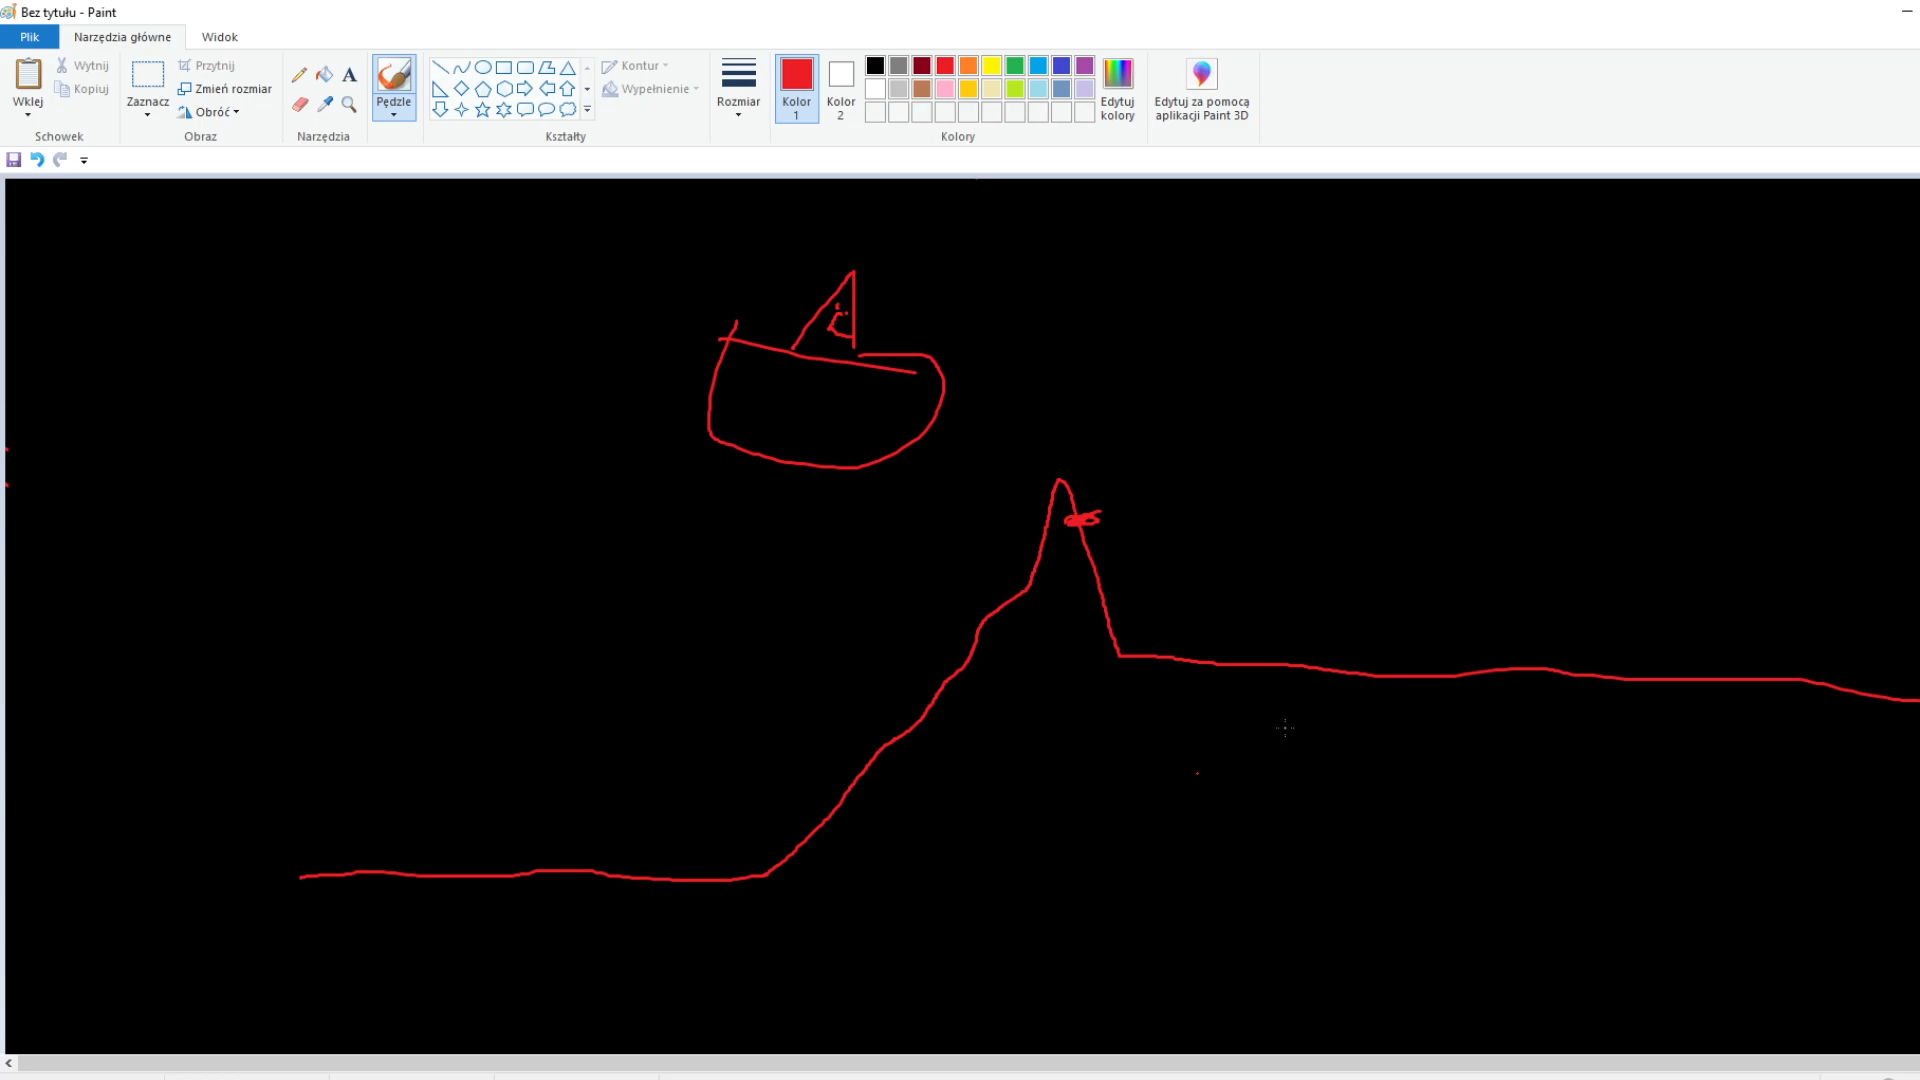 Bez tytułu - Paint
Plik Narzędzia główne Widok
Wklej
Wytnij
Kopiuj
Schowek
Zaznacz
Przytnij
Zmień rozmiar
Obróć
Obraz
A
Narzędzia
Pędzle
Kontur
Wypełnienie
Kształty
Rozmiar
Kolor
1
Kolor
2
Edytuj
kolory
Kolory
Edytuj za pomocą
aplikacji Paint 3D